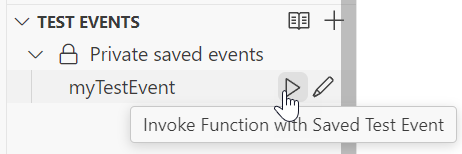 TEST EVENTS
Private saved events
myTestEvent
Invoke Function with Saved Test Event